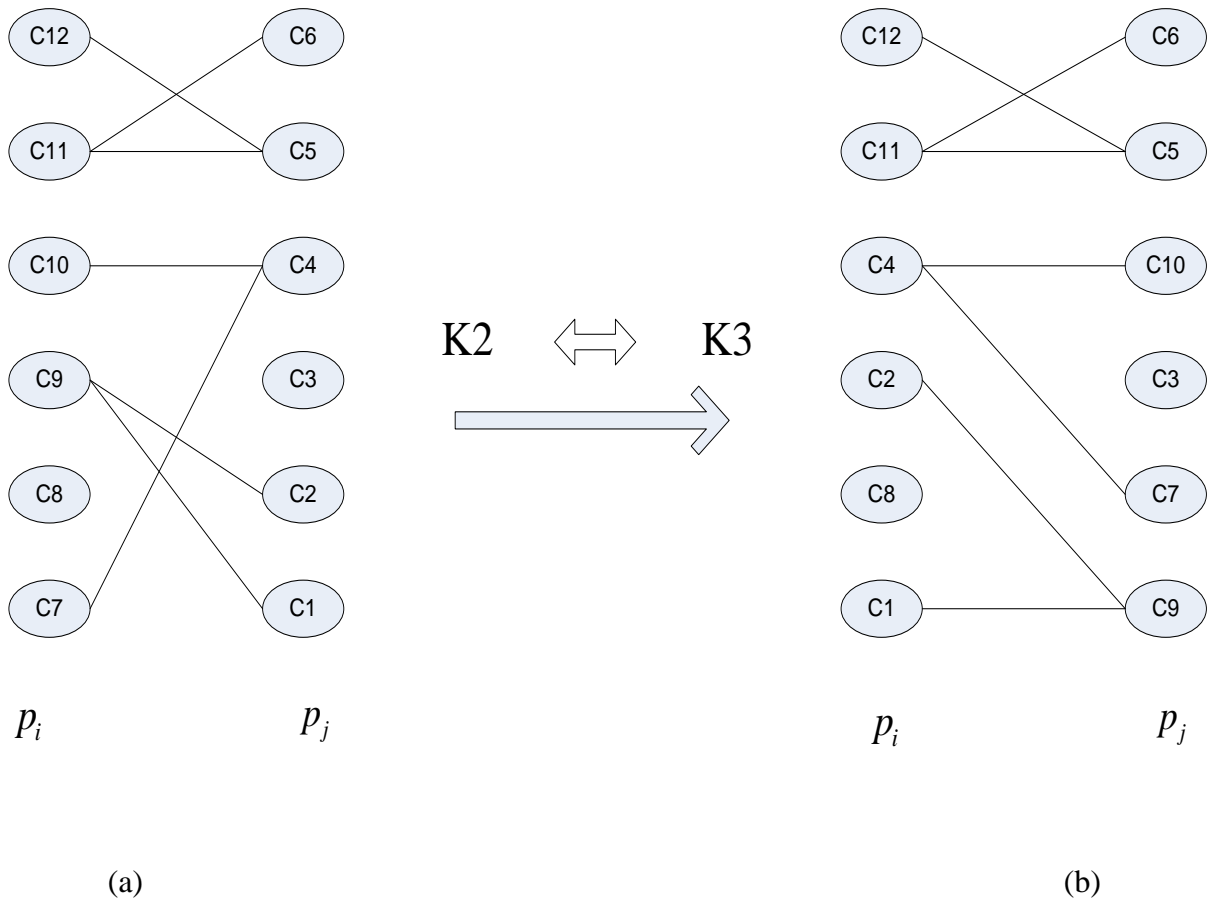 C12 C6 C12 C6
C11 C5 C11 C5
C10 C4 C4 C10
K2 K3
C9 C3 C2 C3
C8 C2 C8 C7
C7 C1 C1 C9
p_i p_j p_i p_j
(a) (b)